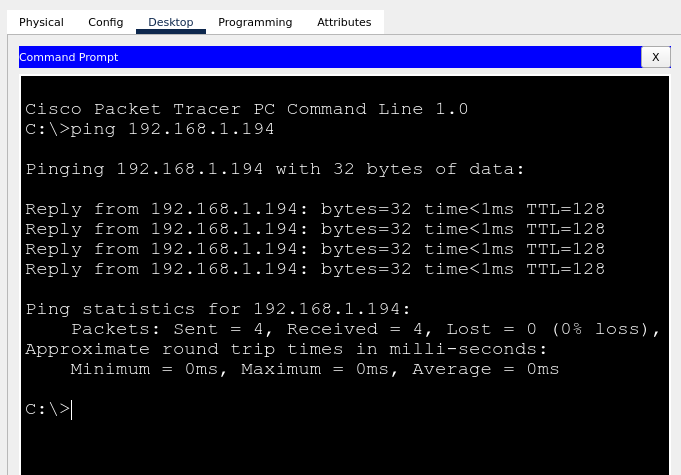 Physical Config Desktop Programming Attributes
Command Prompt X
Cisco Packet Tracer PC Command Line 1.0
C:\>ping 192.168.1.194
Pinging 192.168.1.194 with 32 bytes of data:
Reply from 192.168.1.194: bytes=32 time<1ms TTL=128
Reply from 192.168.1.194: bytes=32 time<1ms TTL=128
Reply from 192.168.1.194: bytes=32 time<1ms TTL=128
Reply from 192.168.1.194: bytes=32 time<1ms TTL=128
Ping statistics for 192.168.1.194:
Packets: Sent = 4, Received = 4, Lost = 0 (0% loss),
Approximate round trip times in milli-seconds:
Minimum = 0ms, Maximum = 0ms, Average = 0ms
C:\>